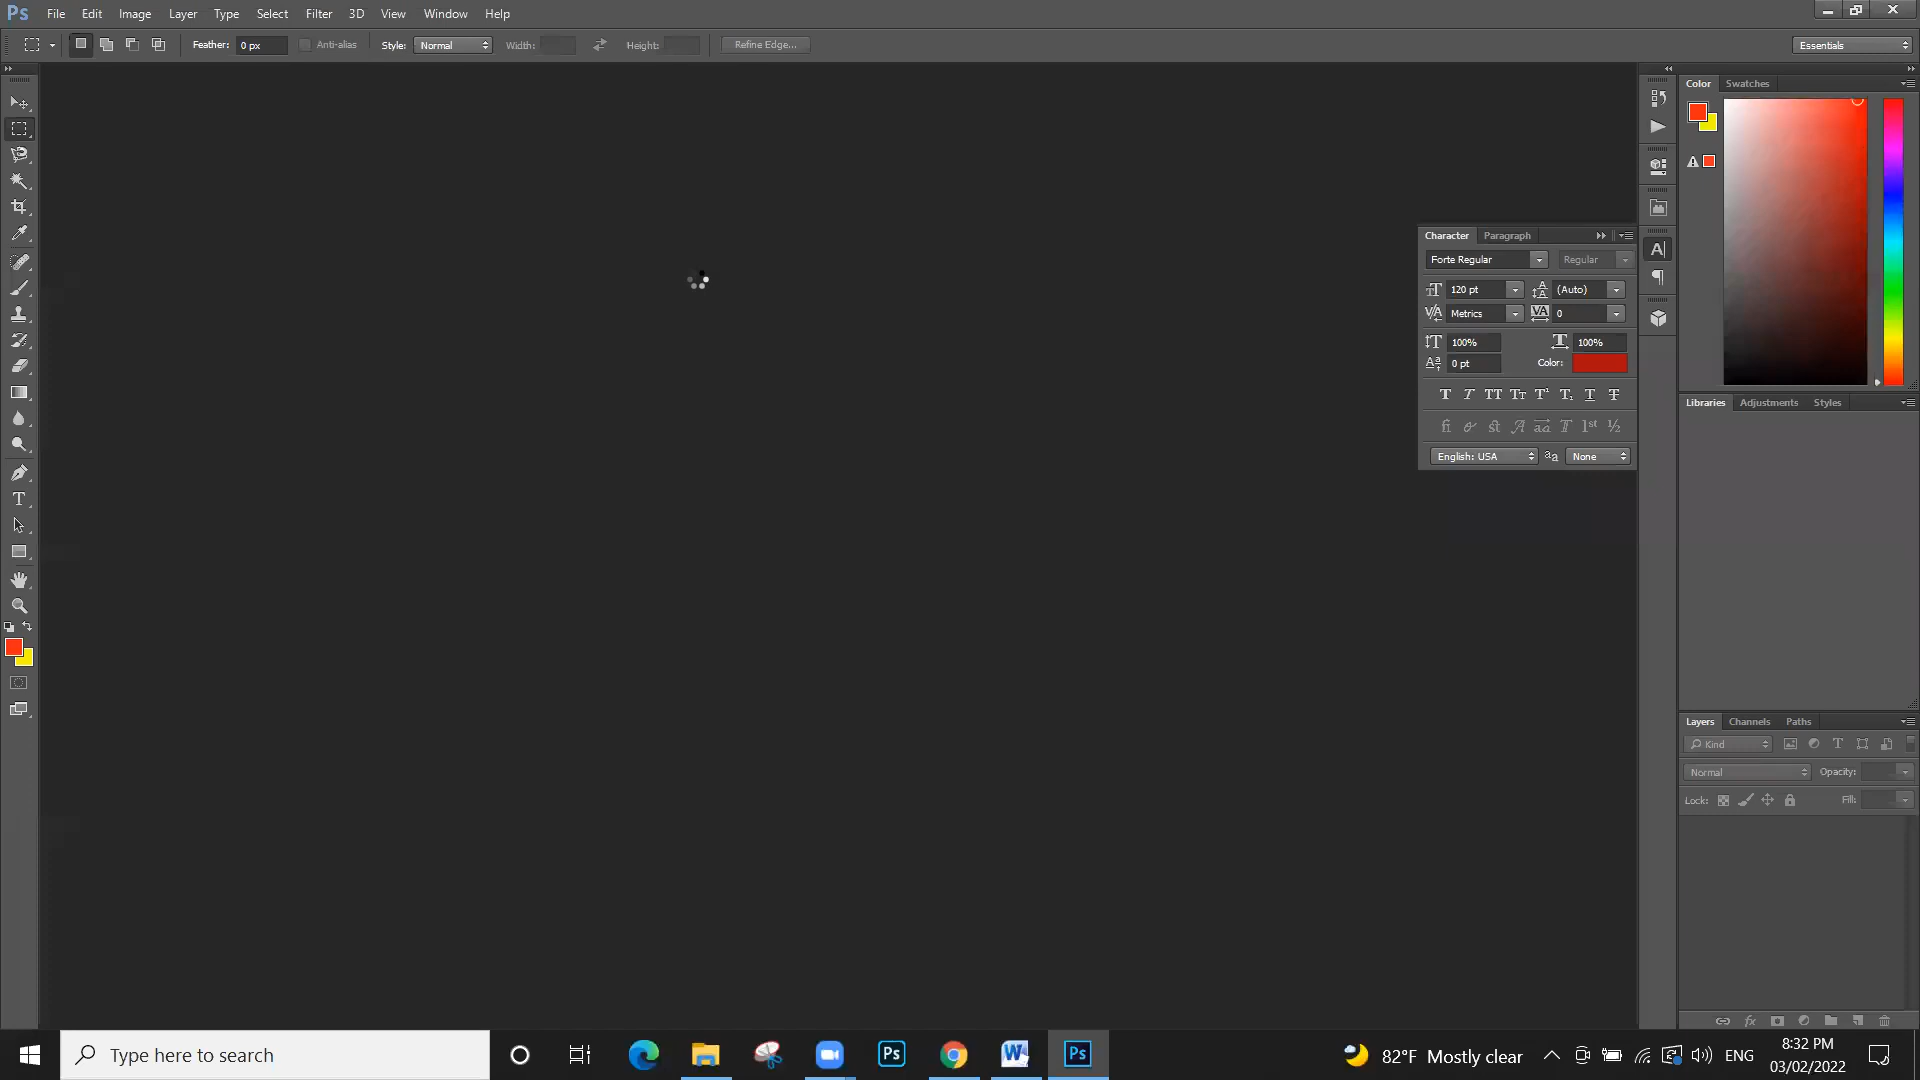 Ps File Edit Image Layer Type Select Filter 3D View Window Help
Feather: 0 px Anti-alias Style: Normal Width: Height: Refine Edge... Essentials
Color Swatches
Character Paragraph
Forte Regular Regular
120 pt (Auto)
Metrics 0
100% 100%
0 pt Color:
English: USA None
Libraries Adjustments Styles
Layers Channels Paths
Kind
Normal Opacity:
Lock: Fill:
Type here to search
82°F Mostly clear
ENG
8:32 PM
03/02/2022